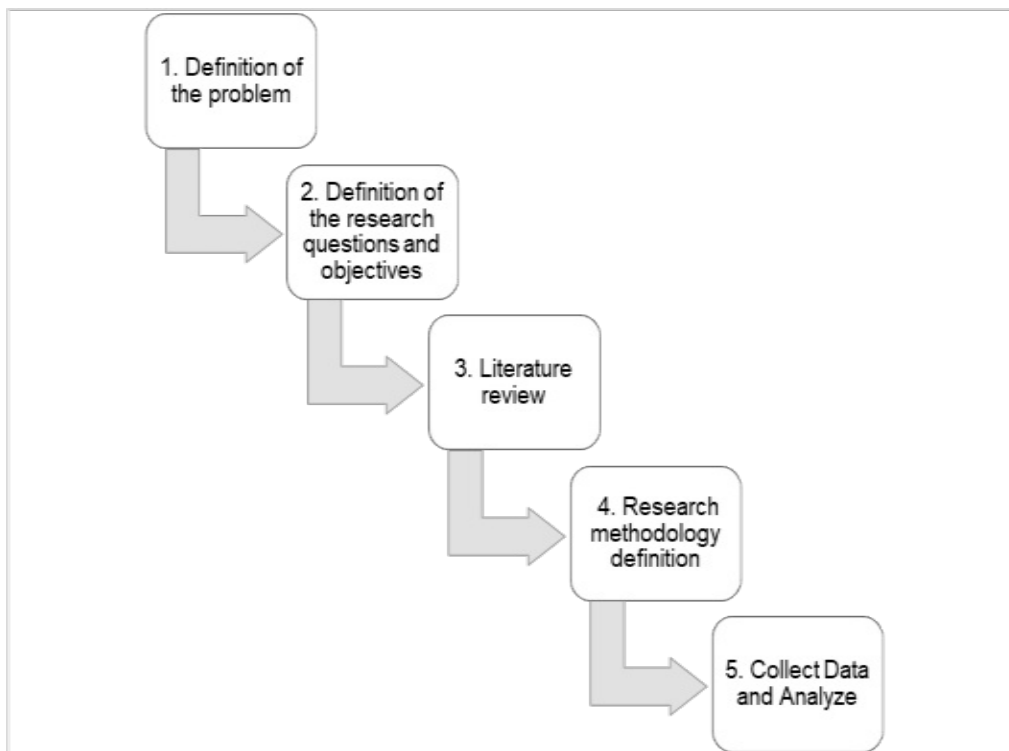 1. Definition of
the problem
2. Definition of
the research
questions and
objectives
3. Literature
review
4. Research
methodology
definition
5. Collect Data
and Analyze